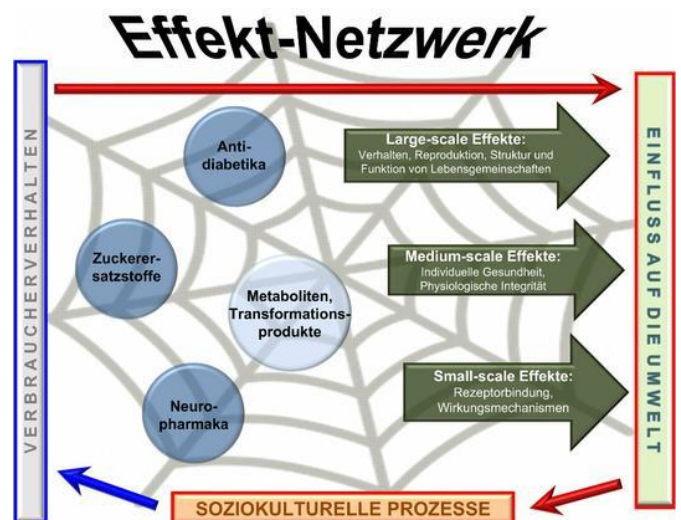 Effekt-Netzwerk
VERBRAUCHERVERHALTEN
Anti-
diabetika
Zuckerer-
satzstoffe
Metaboliten,
Transformations-
produkte
Neuro-
pharmaka
Large-scale Effekte:
Verhalten, Reproduktion, Struktur und
Funktion von Lebensgemeinschaften
Medium-scale Effekte:
Individuelle Gesundheit,
Physiologische Integrität
Small-scale Effekte:
Rezeptorbindung,
Wirkungsmechanismen
EINFLUSS AUF DIE UMWELT
SOZIOKULTURELLE PROZESSE